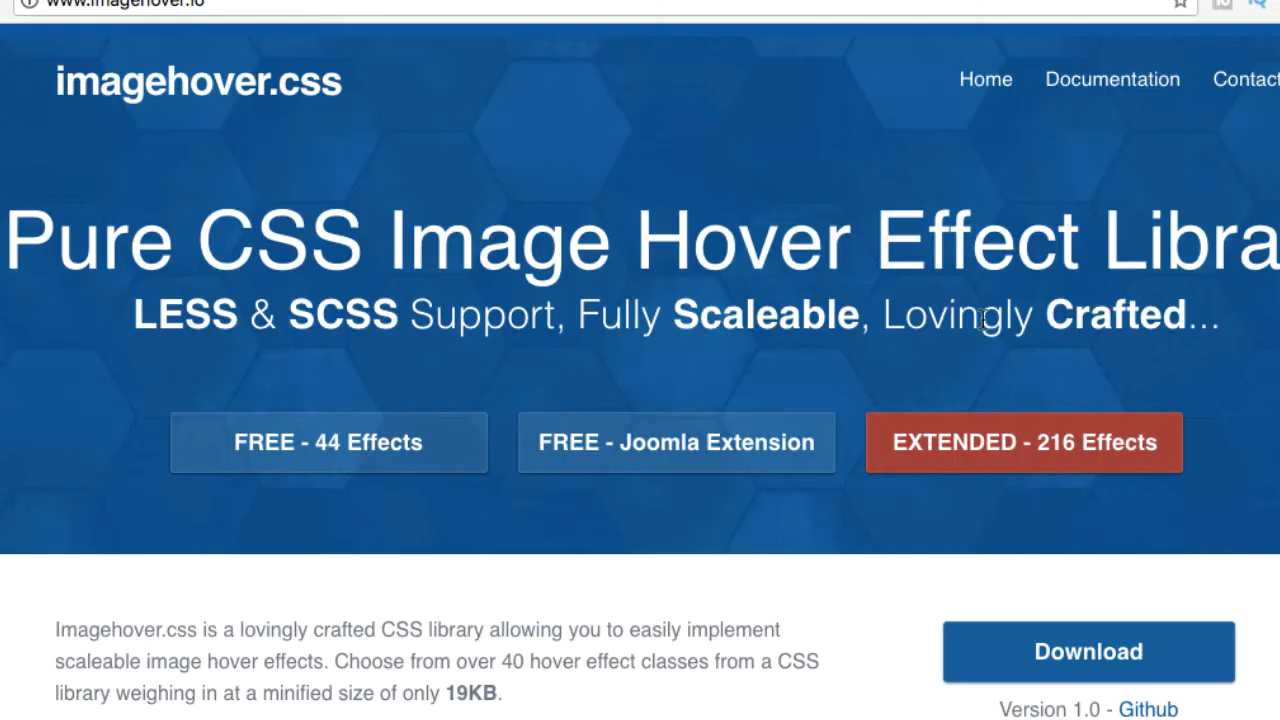 www.imagehover.io
imagehover.css
Home Documentation Contact
Pure CSS Image Hover Effect Libra
LESS & SCSS Support, Fully Scaleable, Lovingly Crafted...
FREE - 44 Effects FREE - Joomla Extension EXTENDED - 216 Effects
Imagehover.css is a lovingly crafted CSS library allowing you to easily implement
scaleable image hover effects. Choose from over 40 hover effect classes from a CSS
library weighing in at a minified size of only 19KB.
Download
Version 1.0 - Github